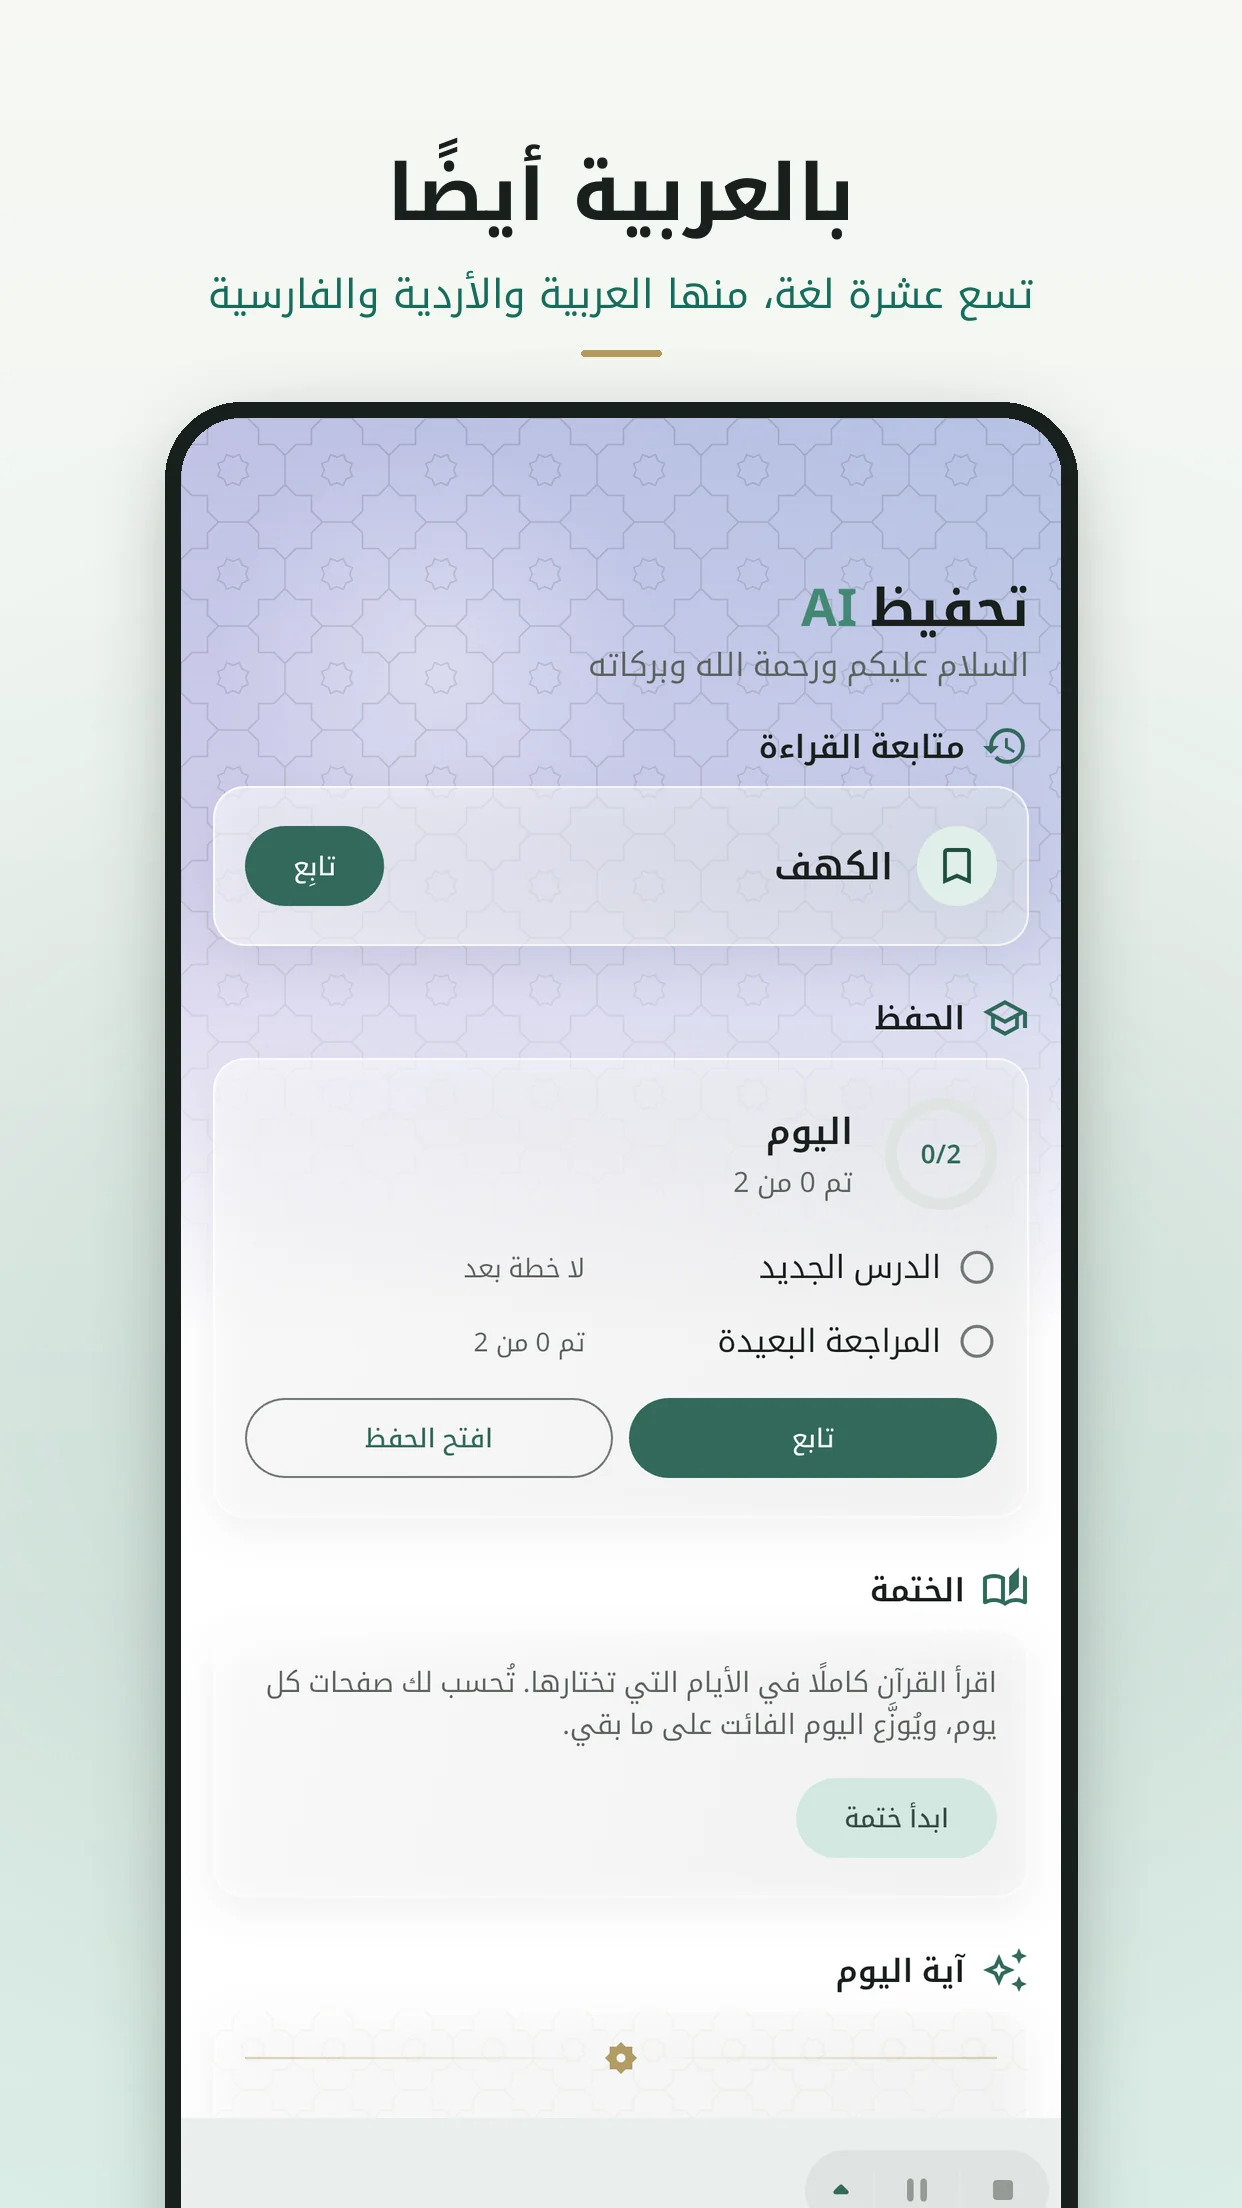 بالعربية أيضًا
تسع عشرة لغة، منها العربية والأردية والفارسية
تحفيظ AI
السلام عليكم ورحمة الله وبركاته
متابعة القراءة
الكهف
تابِع
الحفظ
0/2
اليوم
تم 0 من 2
الدرس الجديد
لا خطة بعد
المراجعة البعيدة
تم 0 من 2
تابع
افتح الحفظ
الختمة
اقرأ القرآن كاملًا في الأيام التي تختارها. تُحسب لك صفحات كل
يوم، ويُوزَّع اليوم الفائت على ما بقي.
ابدأ ختمة
آية اليوم